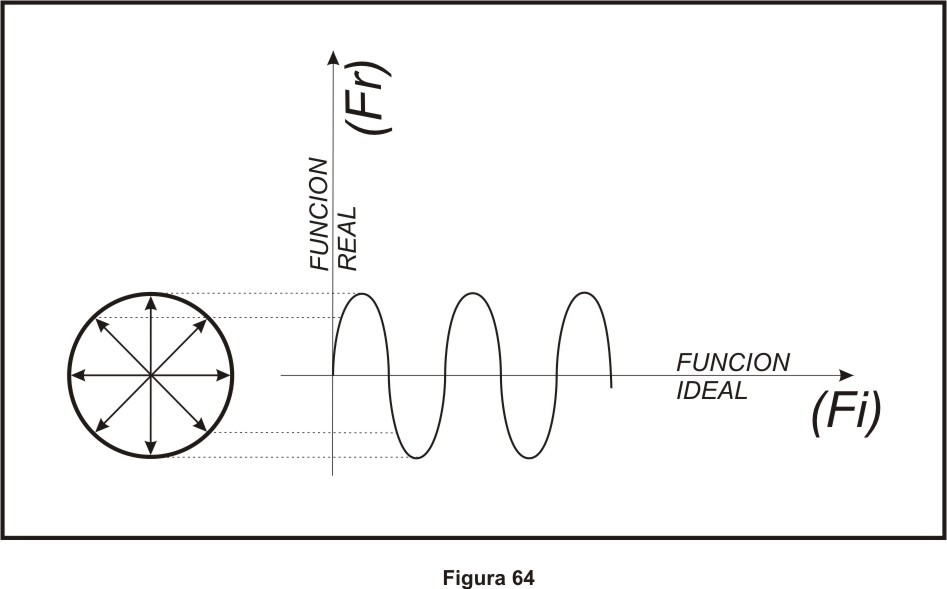 (Fr)
FUNCION
REAL
FUNCION
IDEAL
(Fi)
Figura 64